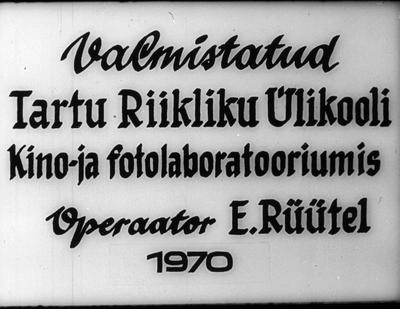 Valmistatud
Tartu Riikliku Ülikooli
Kino-ja fotolaboratooriumis
Operaator E.Rüütel
1970